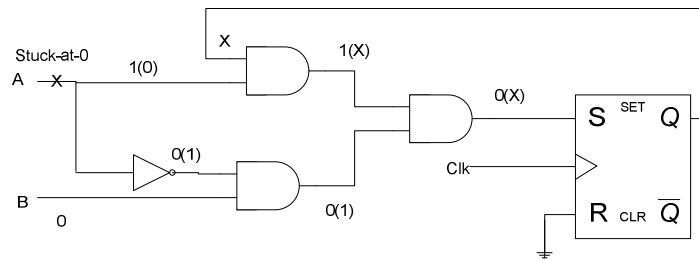 Stuck-at-0
A
X
1(0)
X
1(X)
0(X)
0(1)
B
0
0(1)
Clk
S SET Q
R CLR Q̅